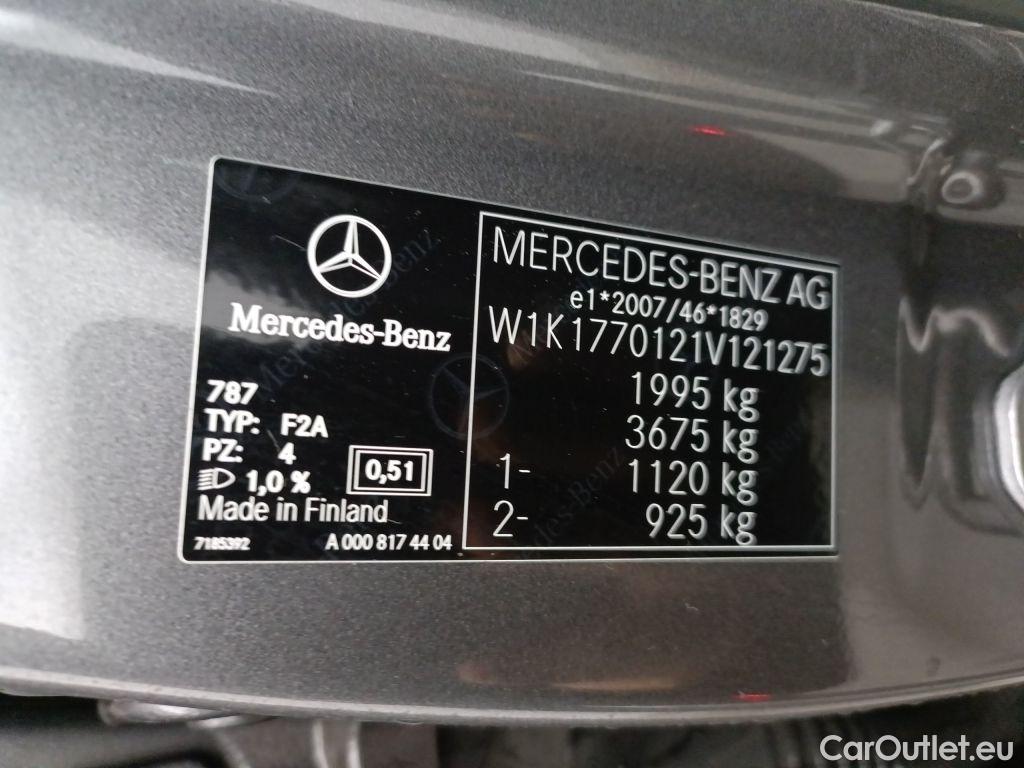 Mercedes-Benz
787
TYP: F2A
PZ: 4
1,0 %
0,51
Made in Finland
7185392
A 000 817 44 04
MERCEDES-BENZ AG
e1*2007/46*1829
W1K1770121V121275
1995 kg
3675 kg
1- 1120 kg
2- 925 kg
Mercedes-Benz
CarOutlet.eu